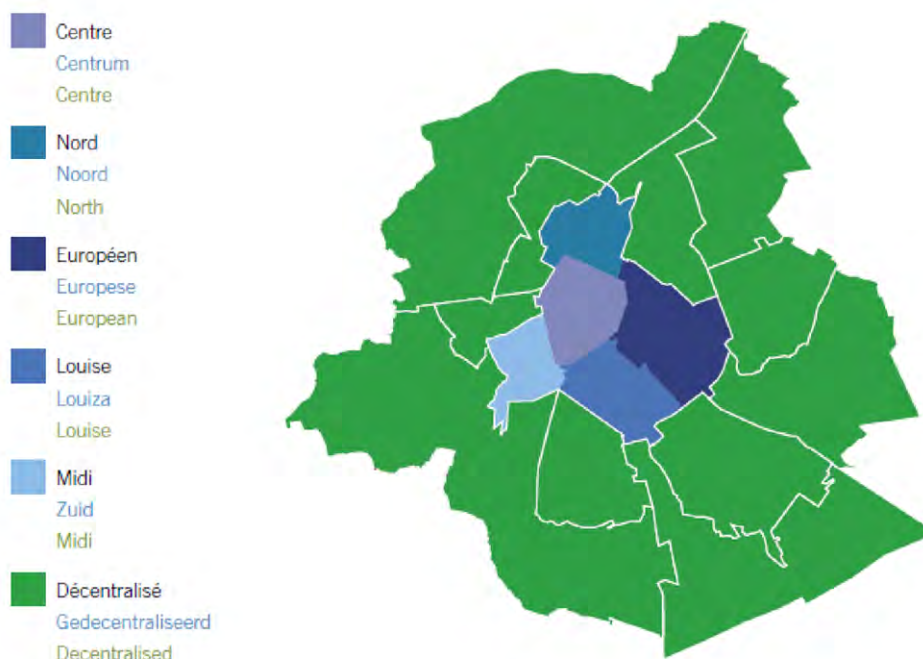 Centre
Centrum
Centre
Nord
Noord
North
Européen
Europese
European
Louise
Louiza
Louise
Midi
Zuid
Midi
Décentralisé
Gedecentraliseerd
Decentralised